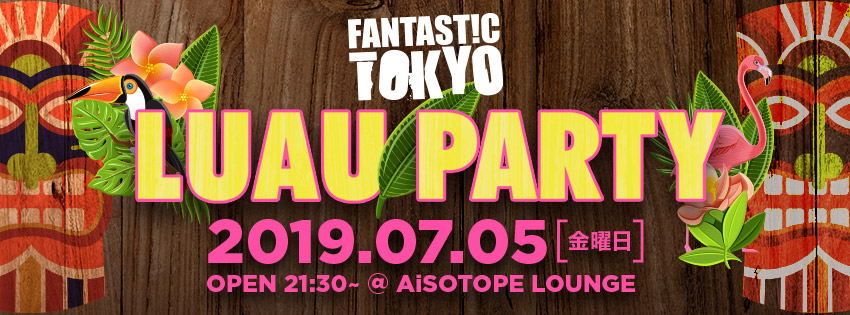 FANTAST!C
TOKYO
LUAU PARTY
2019.07.05 [金曜日]
OPEN 21:30~ @ AiSOTOPE LOUNGE